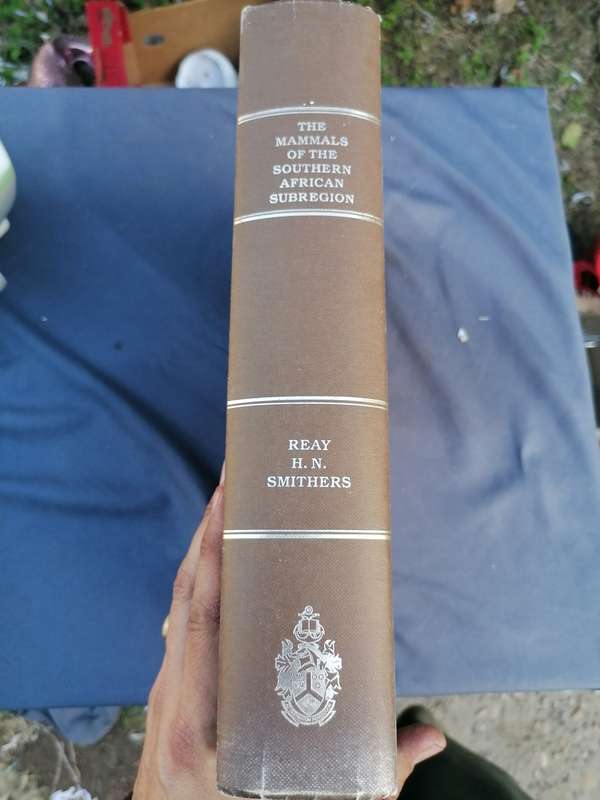 THE
MAMMALS
OF THE
SOUTHERN
AFRICAN
SUBREGION
REAY
H. N.
SMITHERS